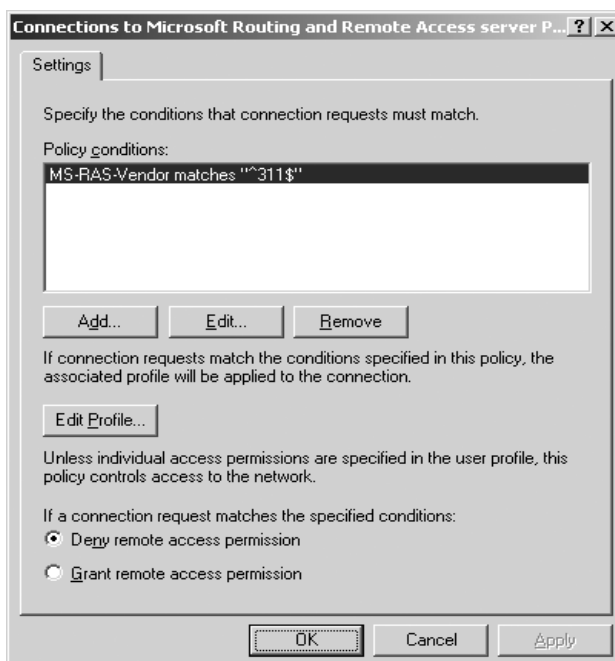 Connections to Microsoft Routing and Remote Access server P...
Settings
Specify the conditions that connection requests must match.
Policy conditions:
MS-RAS-Vendor matches "^311$"
Add...
Edit...
Remove
If connection requests match the conditions specified in this policy, the
associated profile will be applied to the connection.
Edit Profile...
Unless individual access permissions are specified in the user profile, this
policy controls access to the network.
If a connection request matches the specified conditions:
Deny remote access permission
Grant remote access permission
OK
Cancel
Apply